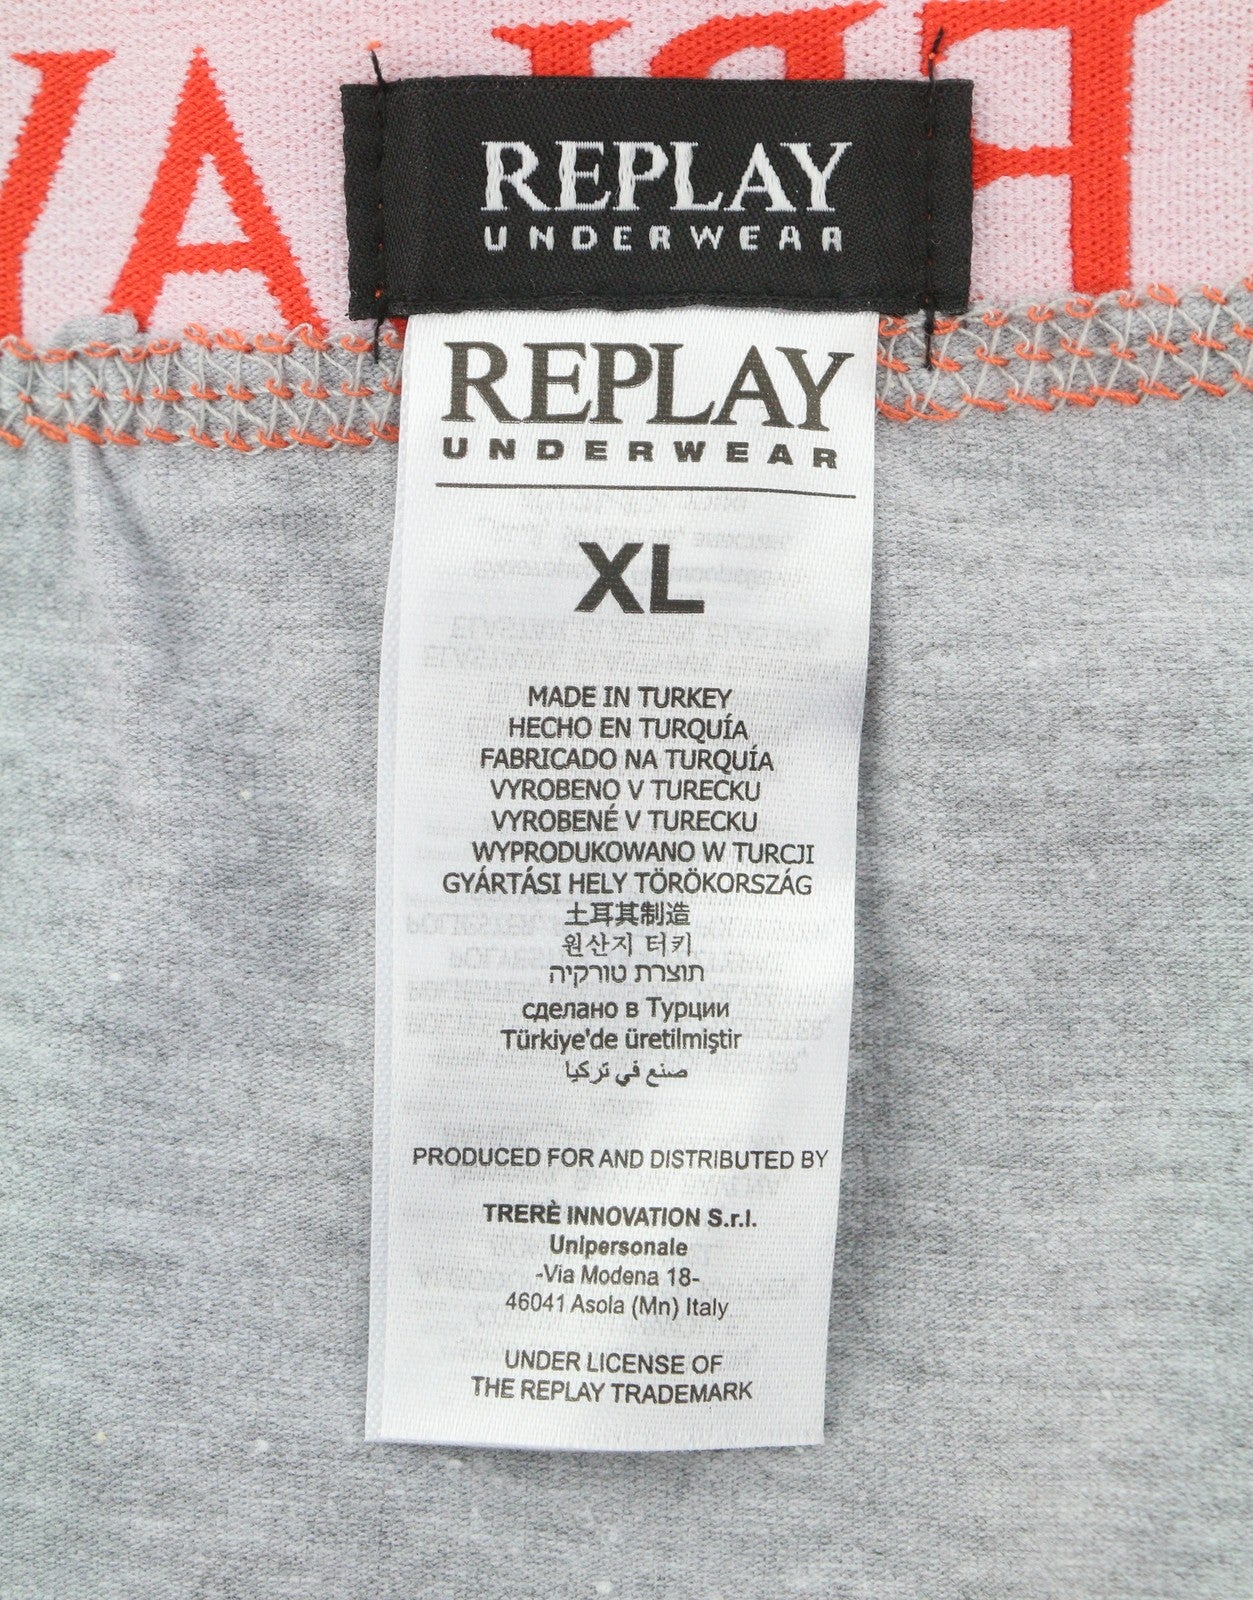 REPLAY
UNDERWEAR
REPLAY
UNDERWEAR
XL
MADE IN TURKEY
HECHO EN TURQUÍA
FABRICADO NA TURQUÍA
VYROBENO V TURECKU
VYROBENÉ V TURECKU
WYPRODUKOWANO W TURCJI
GYÁRTÁSI HELY TÖRÖKORSZÁG
土耳其制造
원산지 터키
תוצרת טורקיה
сделано в Турции
Türkiye'de üretilmiştir
صنع في تركيا
PRODUCED FOR AND DISTRIBUTED BY
TRERÈ INNOVATION S.r.l.
Unipersonale
-Via Modena 18-
46041 Asola (Mn) Italy
UNDER LICENSE OF
THE REPLAY TRADEMARK